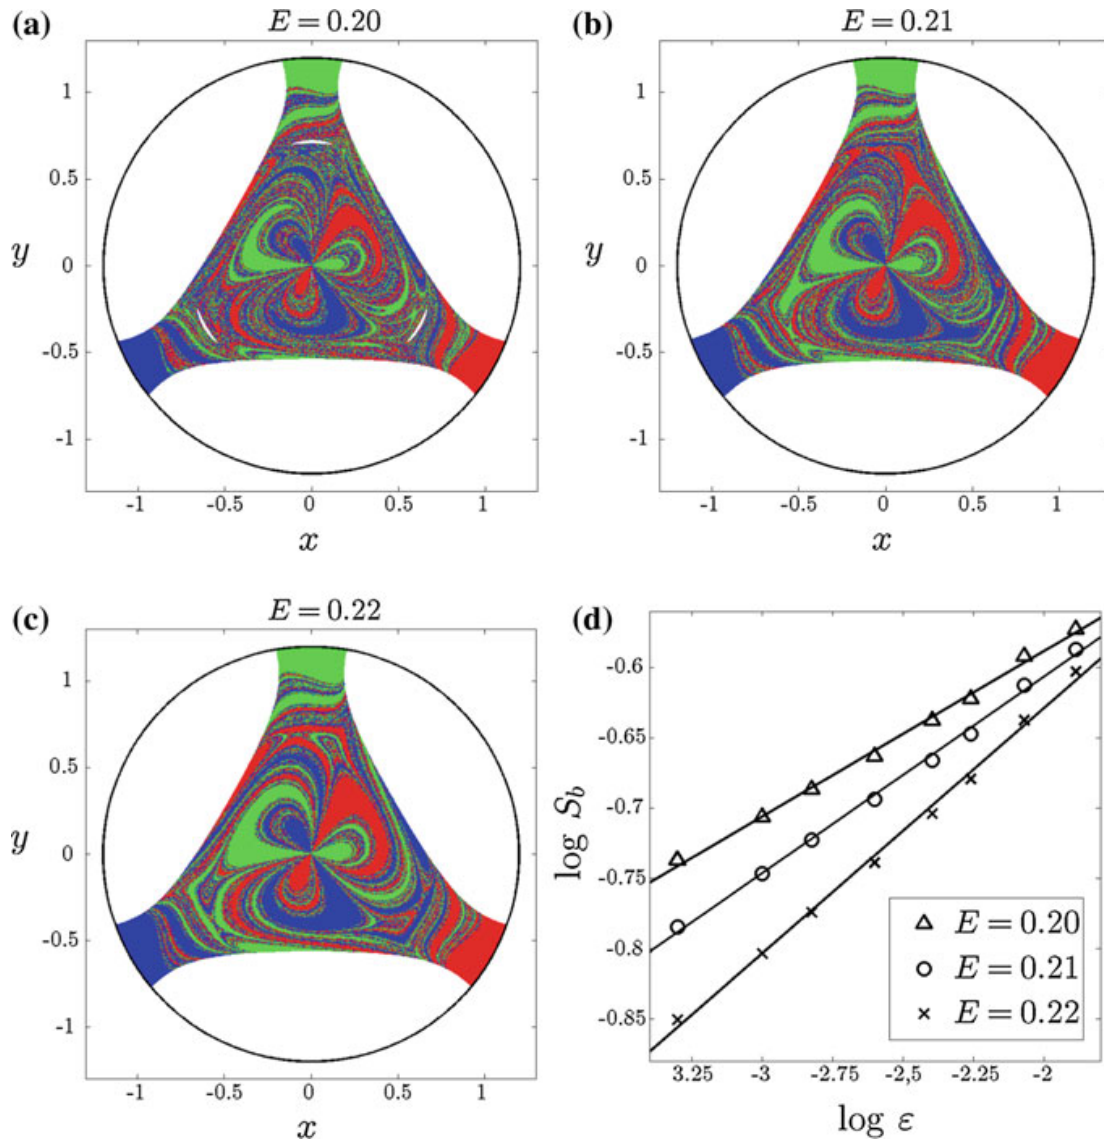 (a) E = 0.20
(b) E = 0.21
1
0.5
y 0
-0.5
-1
-1 -0.5 0 0.5 1
x
1
0.5
y 0
-0.5
-1
-1 -0.5 0 0.5 1
x
(c) E = 0.22
(d)
1
0.5
y 0
-0.5
-1
-1 -0.5 0 0.5 1
x
-0.6
-0.65
-0.7
log S_b
-0.75
-0.8
-0.85
E = 0.20
E = 0.21
E = 0.22
3.25 -3 -2.75 -2,5 -2.25 -2
log ε